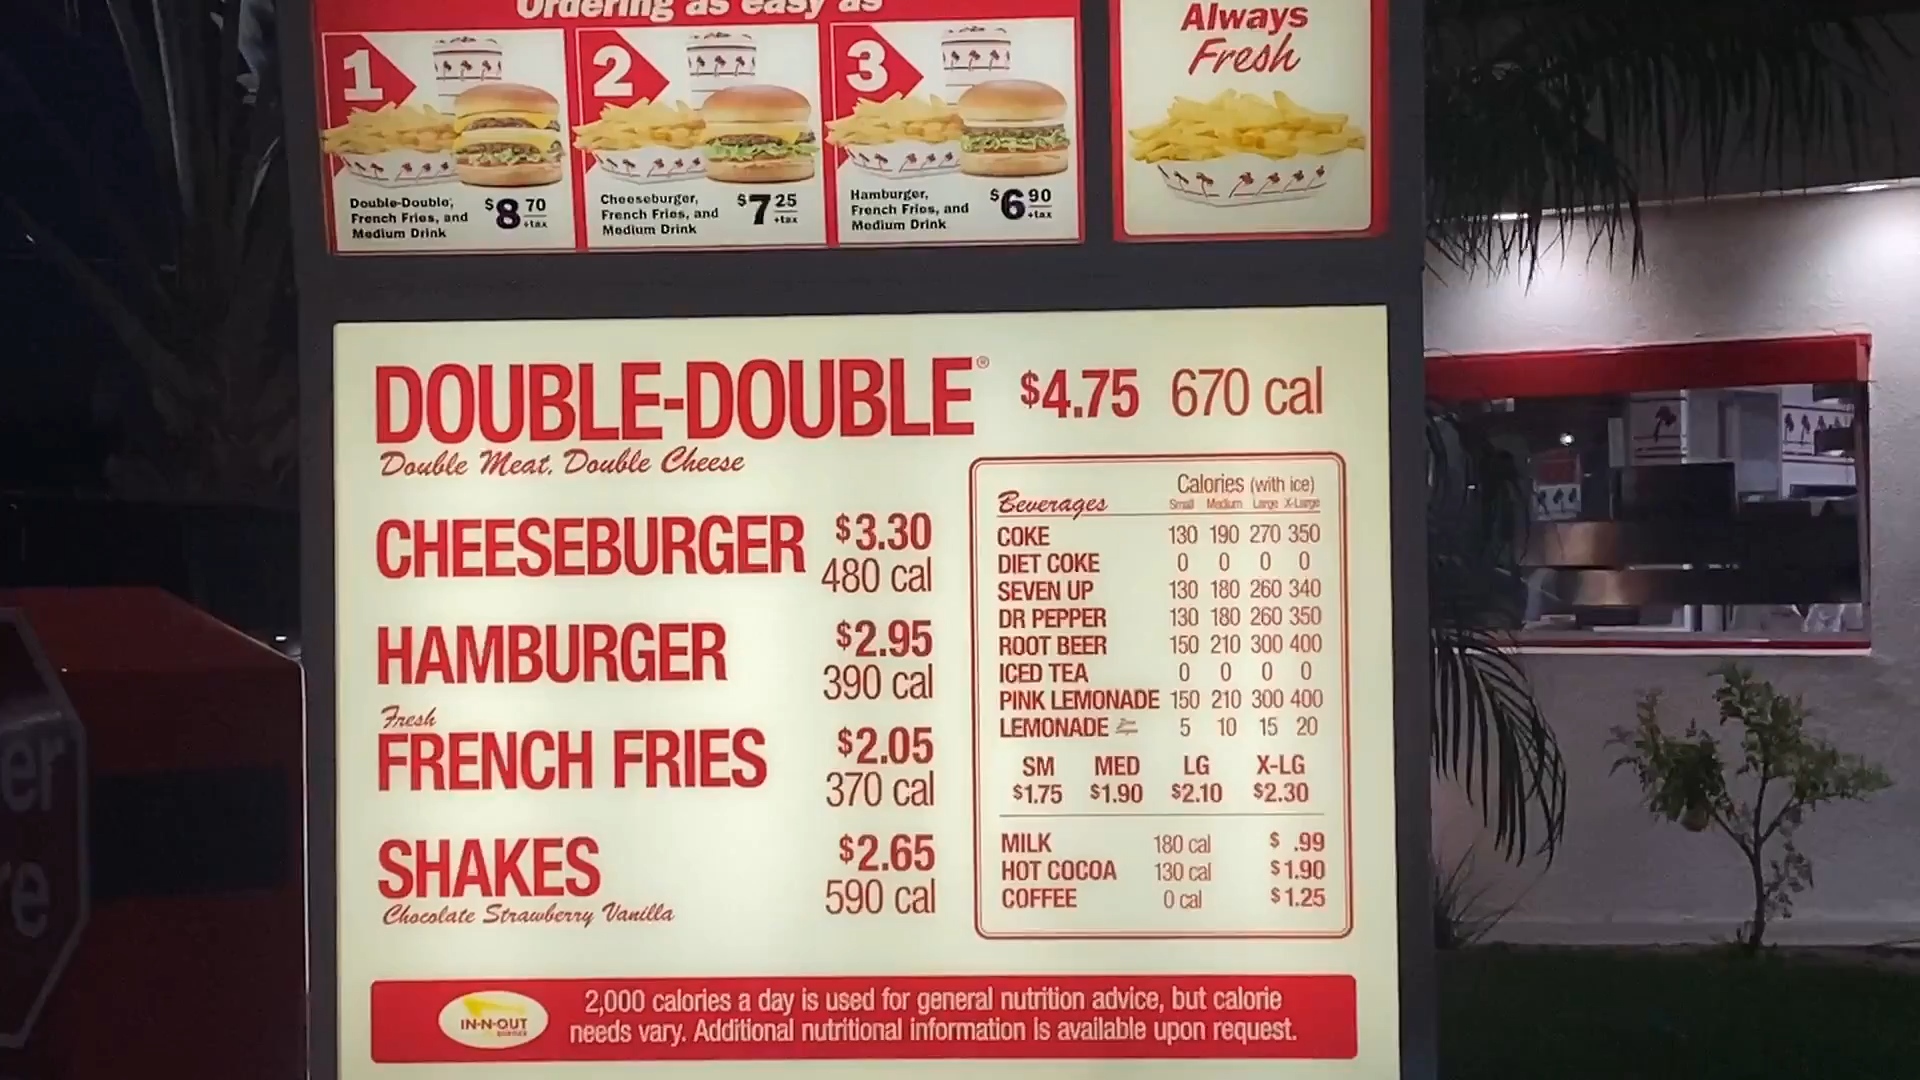 Ordering as easy as
1
Double-Double,
French Fries, and
Medium Drink
$8 70
+tax
2
Cheeseburger,
French Fries, and
Medium Drink
$7 25
+tax
3
Hamburger,
French Fries, and
Medium Drink
$6 90
+tax
Always
Fresh
DOUBLE-DOUBLE® $4.75 670 cal
Double Meat, Double Cheese
CHEESEBURGER $3.30
480 cal
HAMBURGER $2.95
390 cal
Fresh
FRENCH FRIES $2.05
370 cal
SHAKES $2.65
590 cal
Chocolate Strawberry Vanilla
Calories (with ice)
Beverages Small Medium Large X-Large
COKE 130 190 270 350
DIET COKE 0 0 0 0
SEVEN UP 130 180 260 340
DR PEPPER 130 180 260 350
ROOT BEER 150 210 300 400
ICED TEA 0 0 0 0
PINK LEMONADE 150 210 300 400
LEMONADE 5 10 15 20
SM MED LG X-LG
$1.75 $1.90 $2.10 $2.30
MILK 180 cal $ .99
HOT COCOA 130 cal $1.90
COFFEE 0 cal $1.25
IN-N-OUT
BURGER
2,000 calories a day is used for general nutrition advice, but calorie
needs vary. Additional nutritional information is available upon request.
er
re